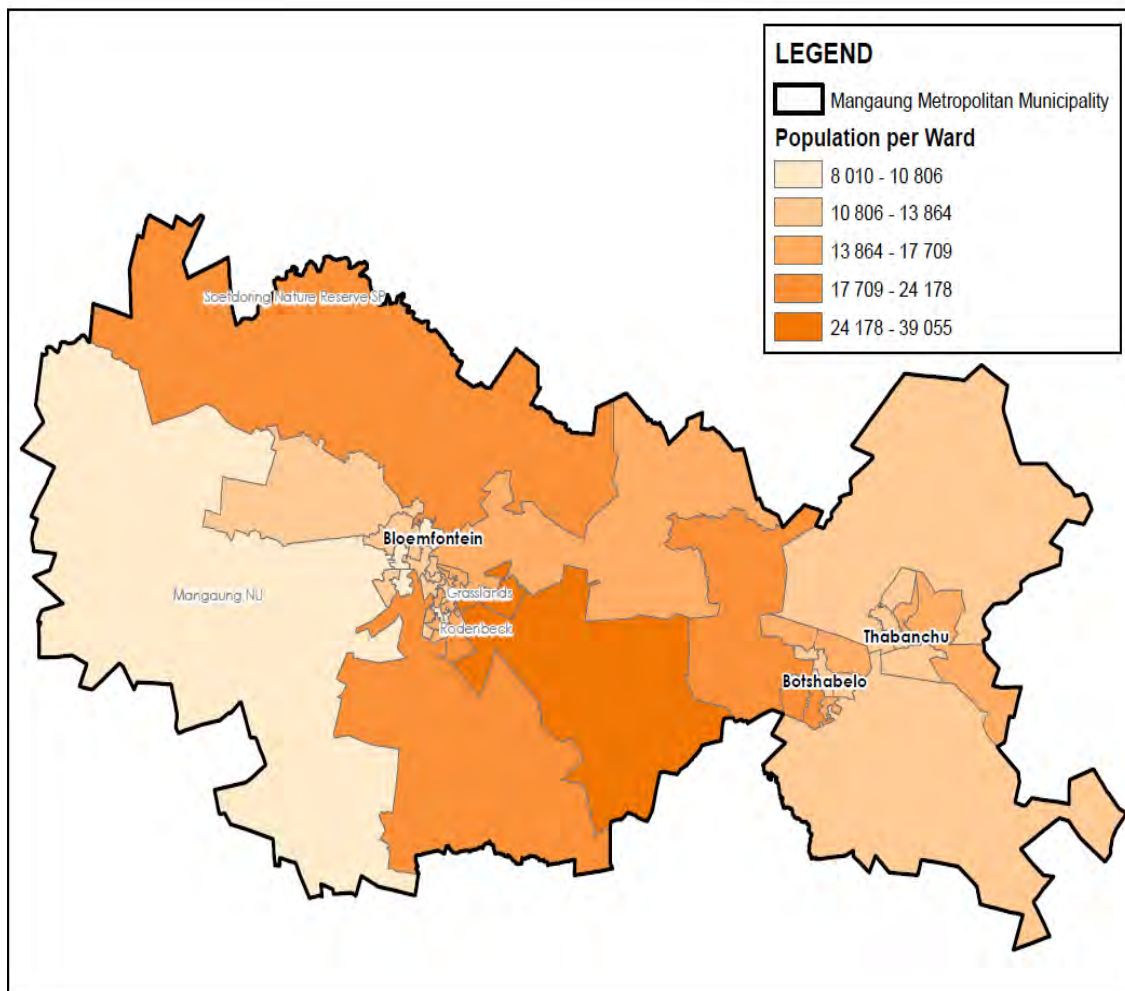 LEGEND
Mangaung Metropolitan Municipality
Population per Ward
8 010 - 10 806
10 806 - 13 864
13 864 - 17 709
17 709 - 24 178
24 178 - 39 055
Soetdoring Nature Reserve SP
Bloemfontein
Mangaung NU
Grasslands
Rodenbeck
Thabanchu
Botshabelo